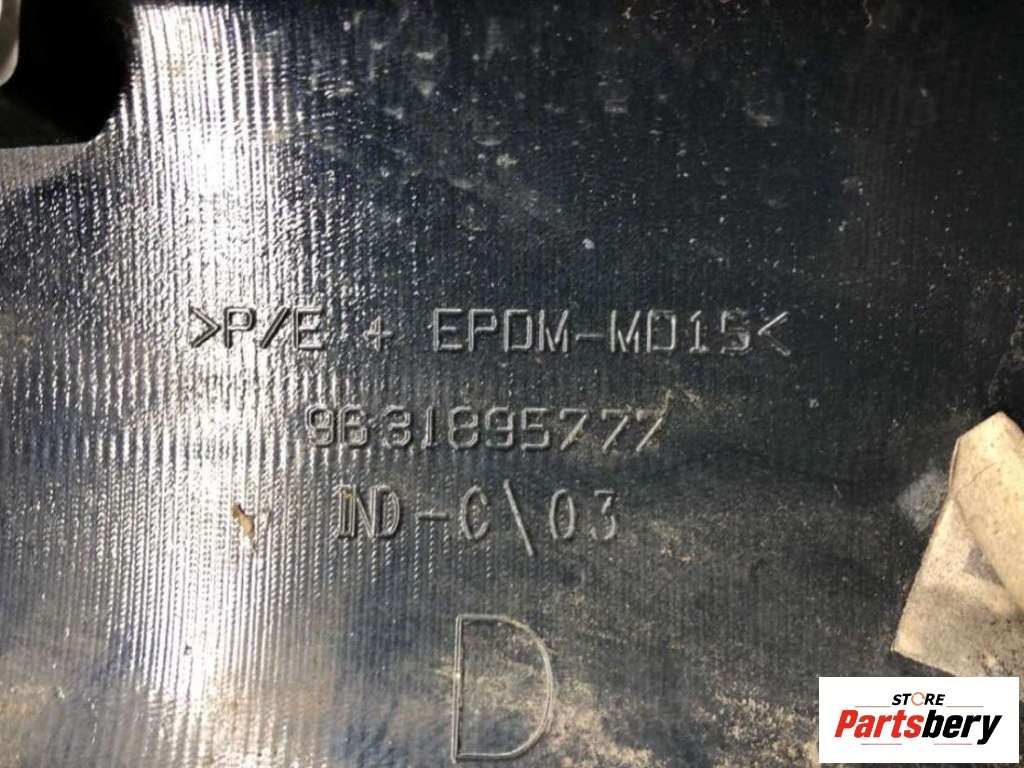 >P/E + EPDM-MD15<
9631895777
IND-C\03
D
STORE
Partsbery